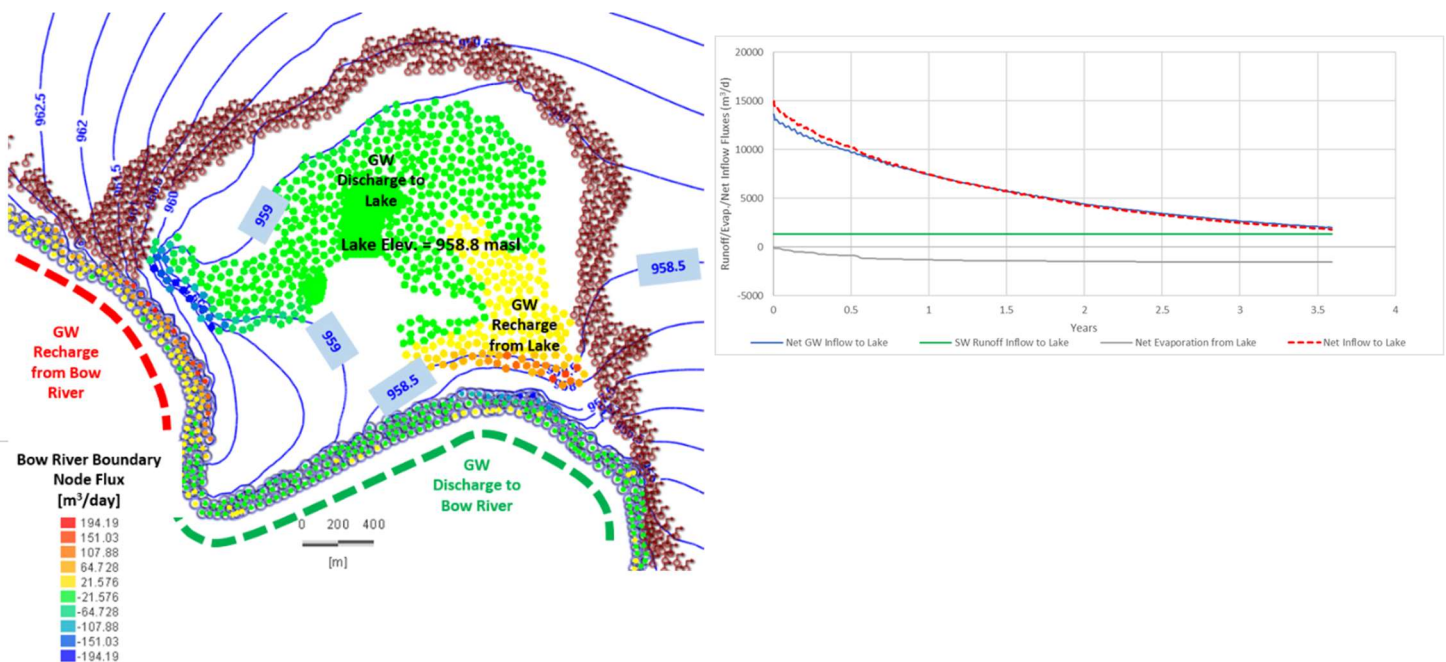 962.5
962
960
959
GW
Discharge to
Lake
Lake Elev. = 958.8 masl
958.5
GW
Recharge
from Lake
959
958.5
GW
Recharge
from Bow
River
GW
Discharge to
Bow River
Bow River Boundary
Node Flux
[m³/day]
194.19
151.03
107.88
64.728
21.576
-21.576
-64.728
-107.88
-151.03
-194.19
0 200 400
[m]
Runoff/Evap./Net Inflow Fluxes (m³/d)
20000
15000
10000
5000
0
-5000
0 0.5 1 1.5 2 2.5 3 3.5 4
Years
Net GW Inflow to Lake SW Runoff Inflow to Lake Net Evaporation from Lake Net Inflow to Lake